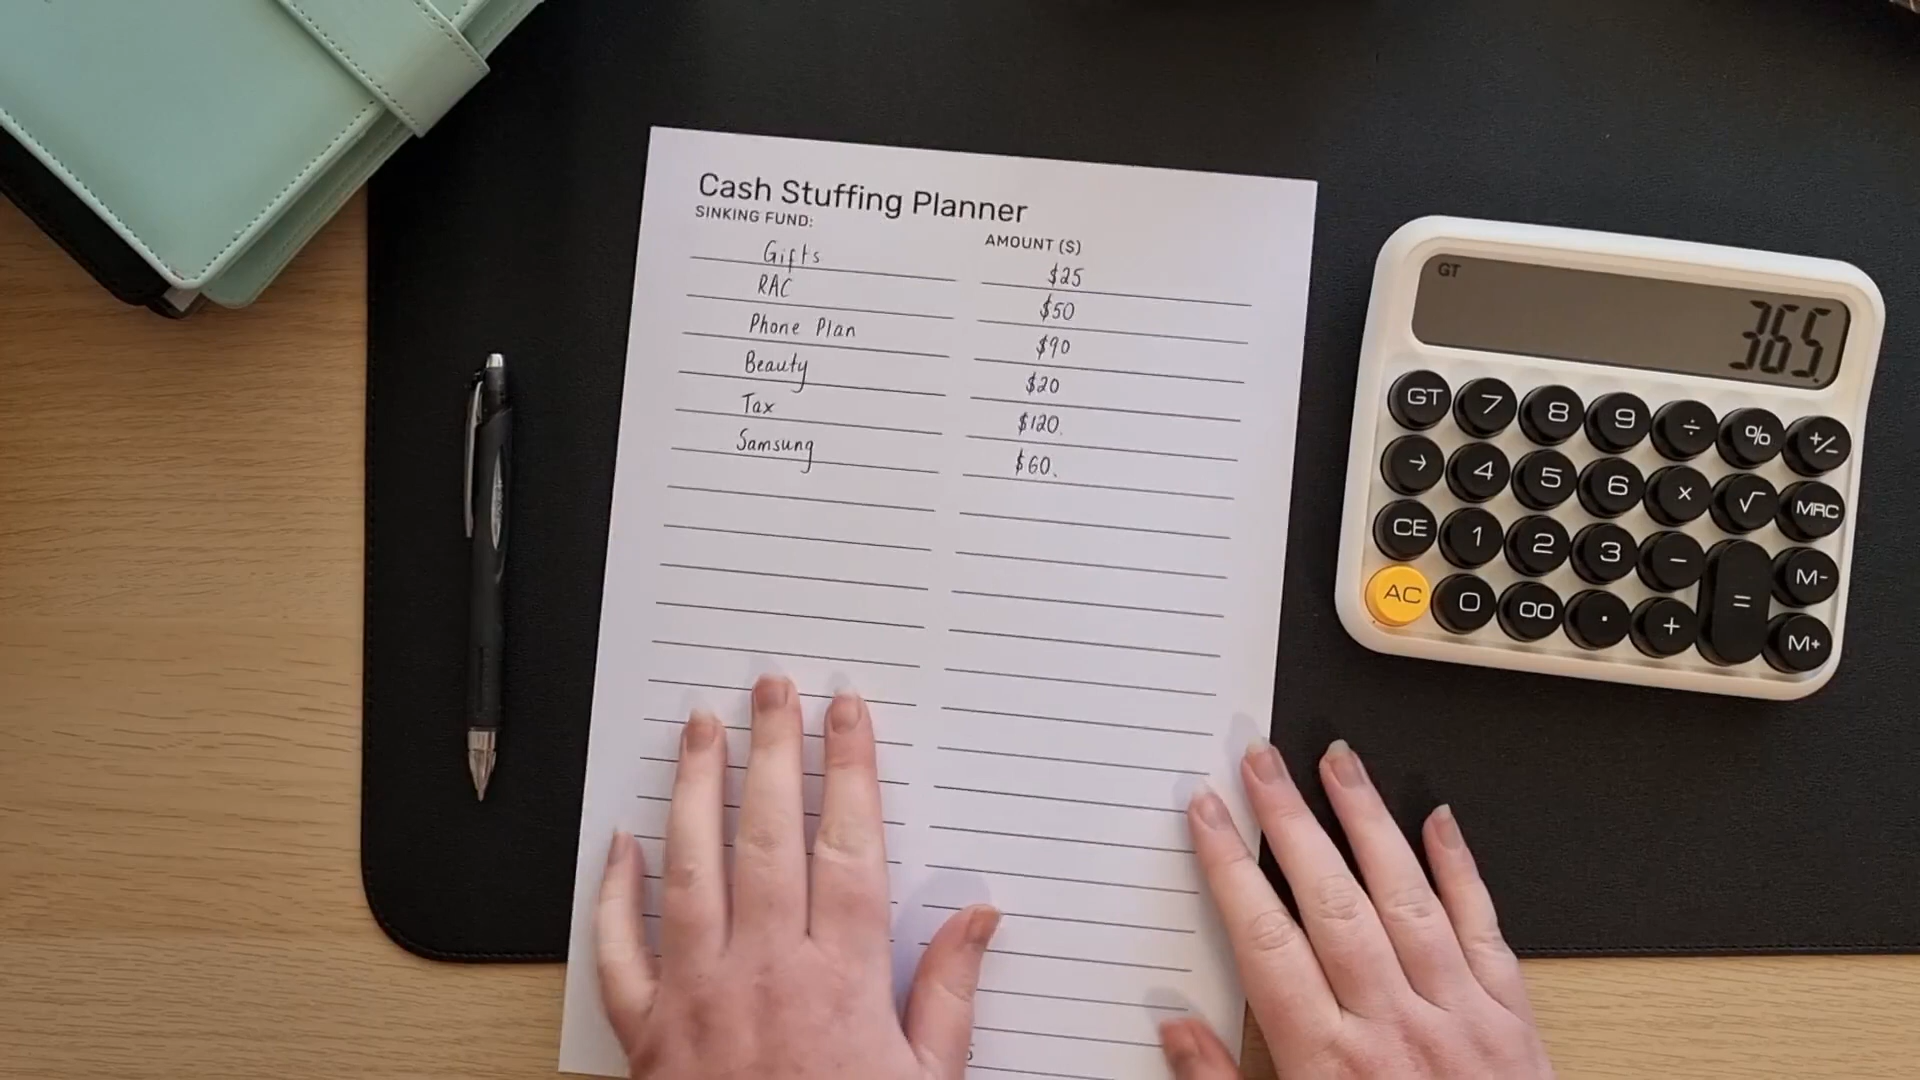 Cash Stuffing Planner
SINKING FUND: AMOUNT ($)
Gifts $25
RAC $50
Phone Plan $90
Beauty $20
Tax $120.
Samsung $60.
GT
365.
GT 7 8 9 ÷ % +/-
→ 4 5 6 × √ MRC
CE 1 2 3 − M-
AC 0 00 . + = M+